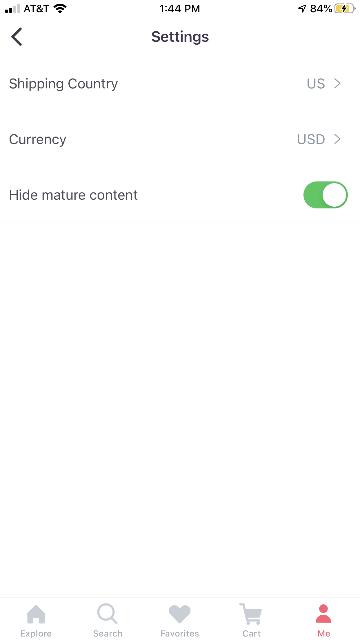 AT&T 1:44 PM 84%
Settings
Shipping Country US
Currency USD
Hide mature content
Explore Search Favorites Cart Me